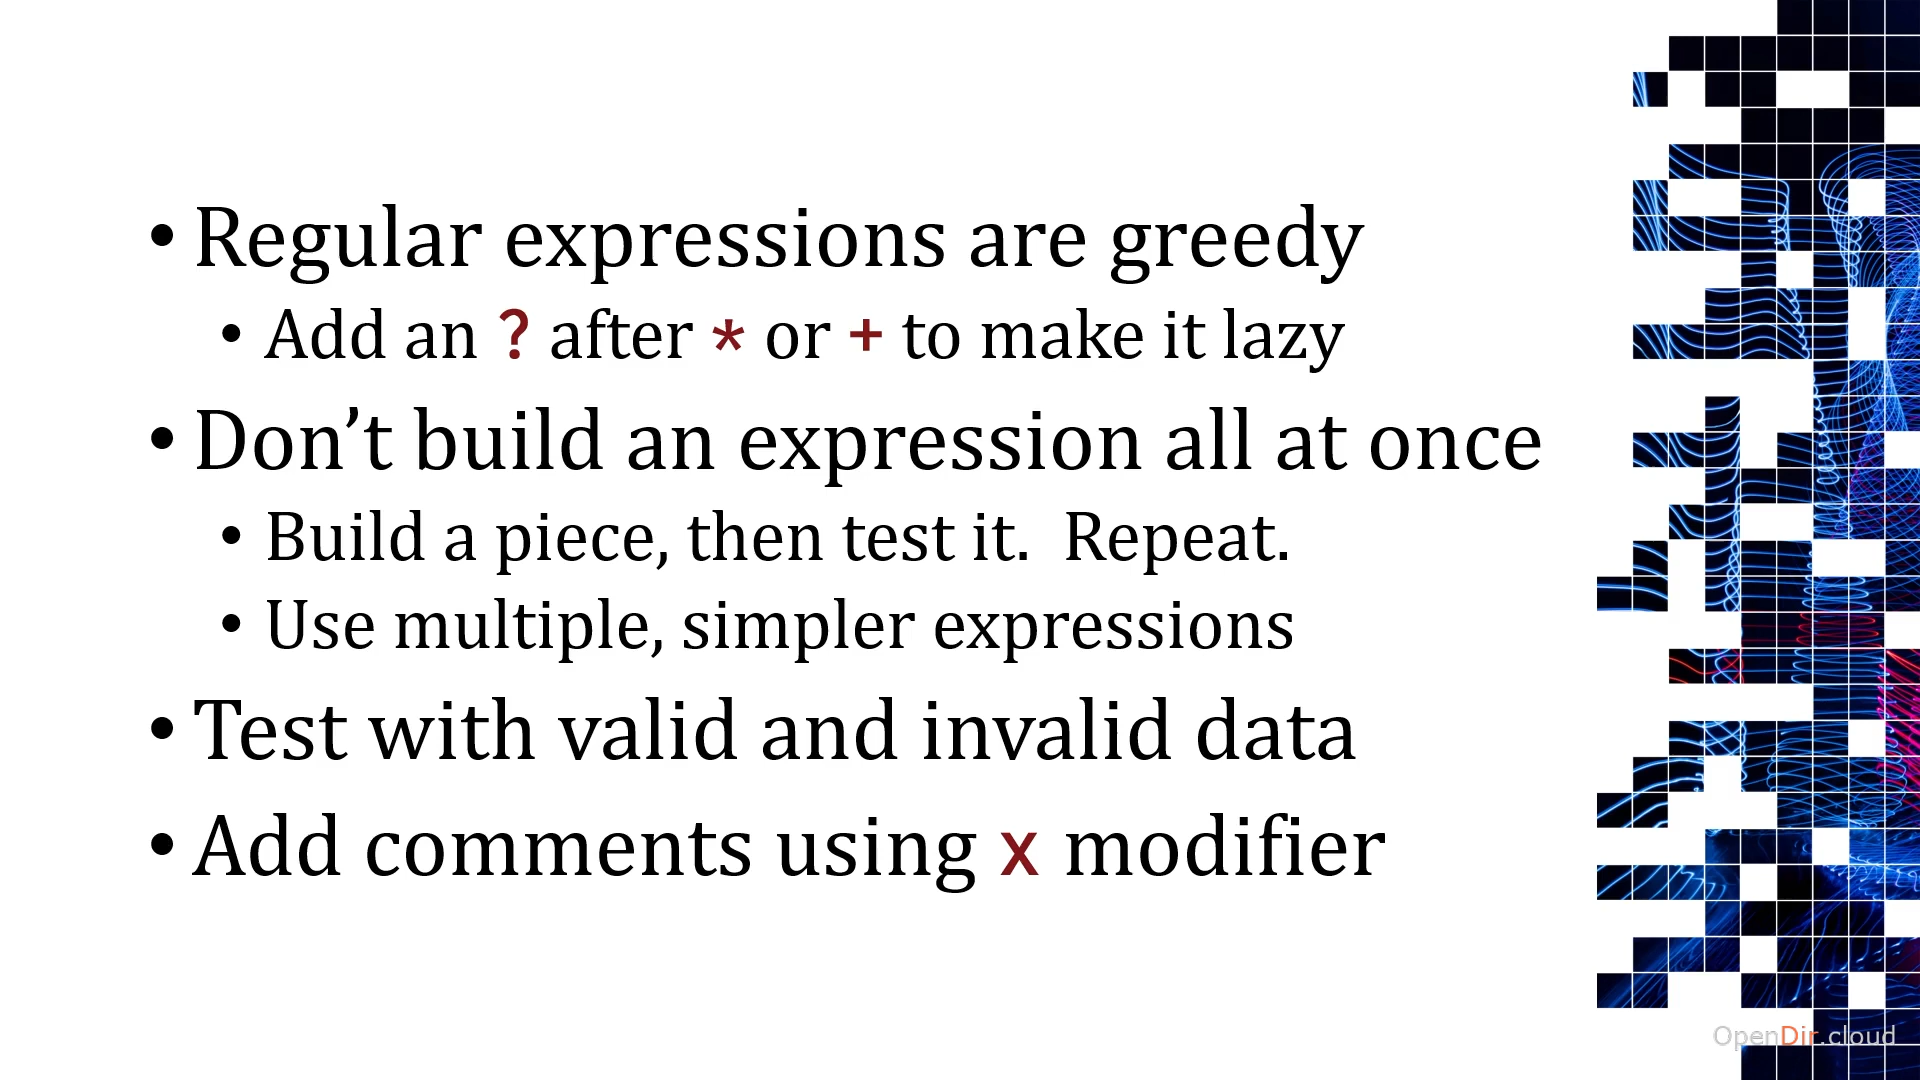 • Regular expressions are greedy
• Add an ? after * or + to make it lazy
• Don’t build an expression all at once
• Build a piece, then test it.  Repeat.
• Use multiple, simpler expressions
• Test with valid and invalid data
• Add comments using x modifier
OpenDir.cloud